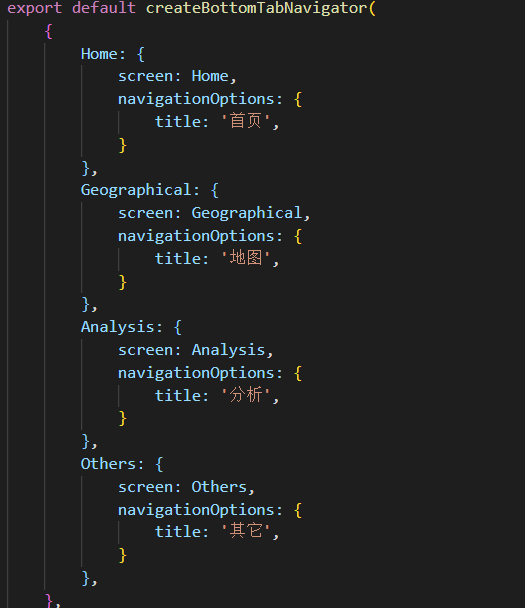 export default createBottomTabNavigator(
{
Home: {
screen: Home,
navigationOptions: {
title: '首页',
}
},
Geographical: {
screen: Geographical,
navigationOptions: {
title: '地图',
}
},
Analysis: {
screen: Analysis,
navigationOptions: {
title: '分析',
}
},
Others: {
screen: Others,
navigationOptions: {
title: '其它',
}
},
},